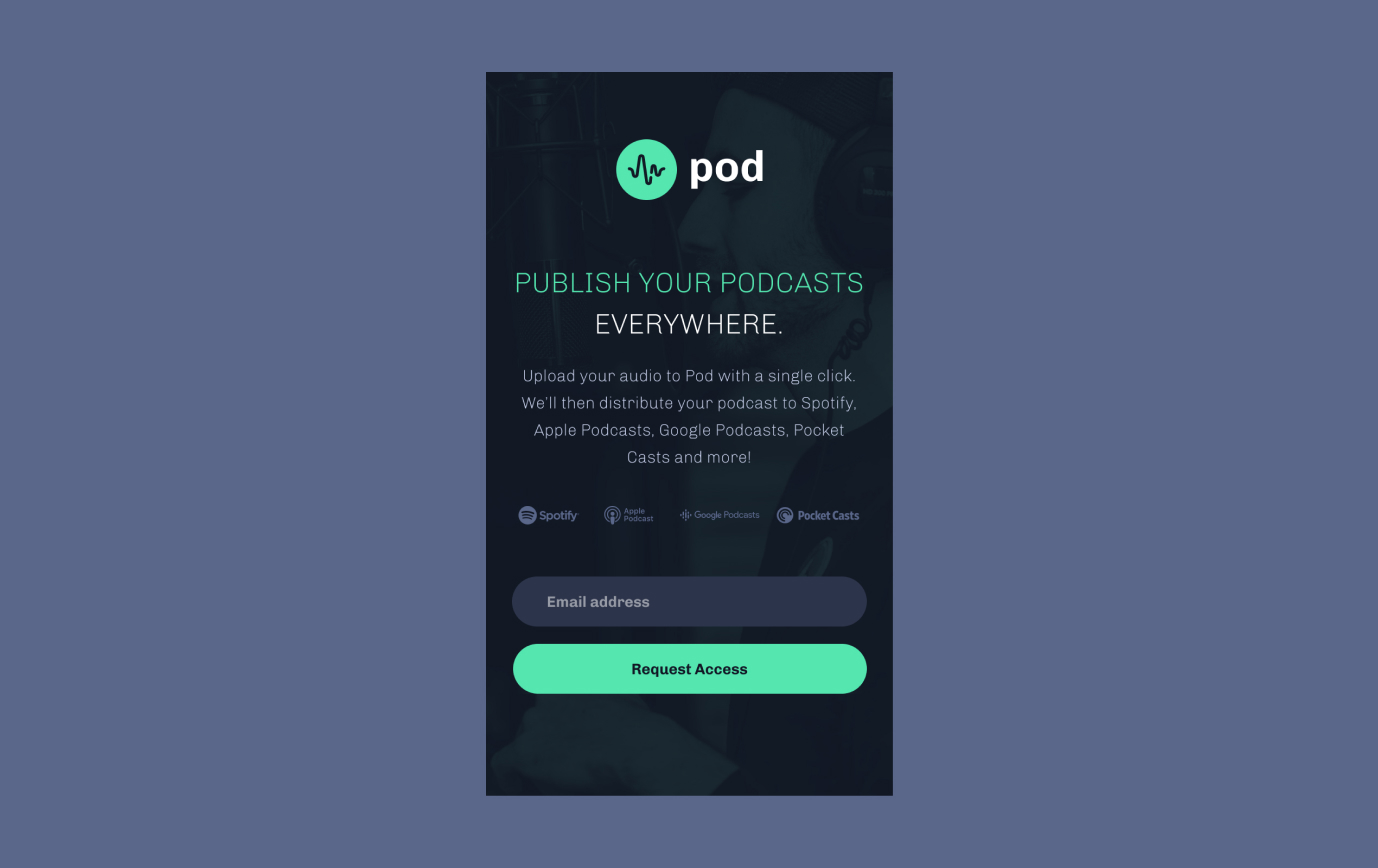 pod
PUBLISH YOUR PODCASTS
EVERYWHERE.
Upload your audio to Pod with a single click.
We'll then distribute your podcast to Spotify,
Apple Podcasts, Google Podcasts, Pocket
Casts and more!
Spotify
Apple
Podcast
Google Podcasts
Pocket Casts
Email address
Request Access